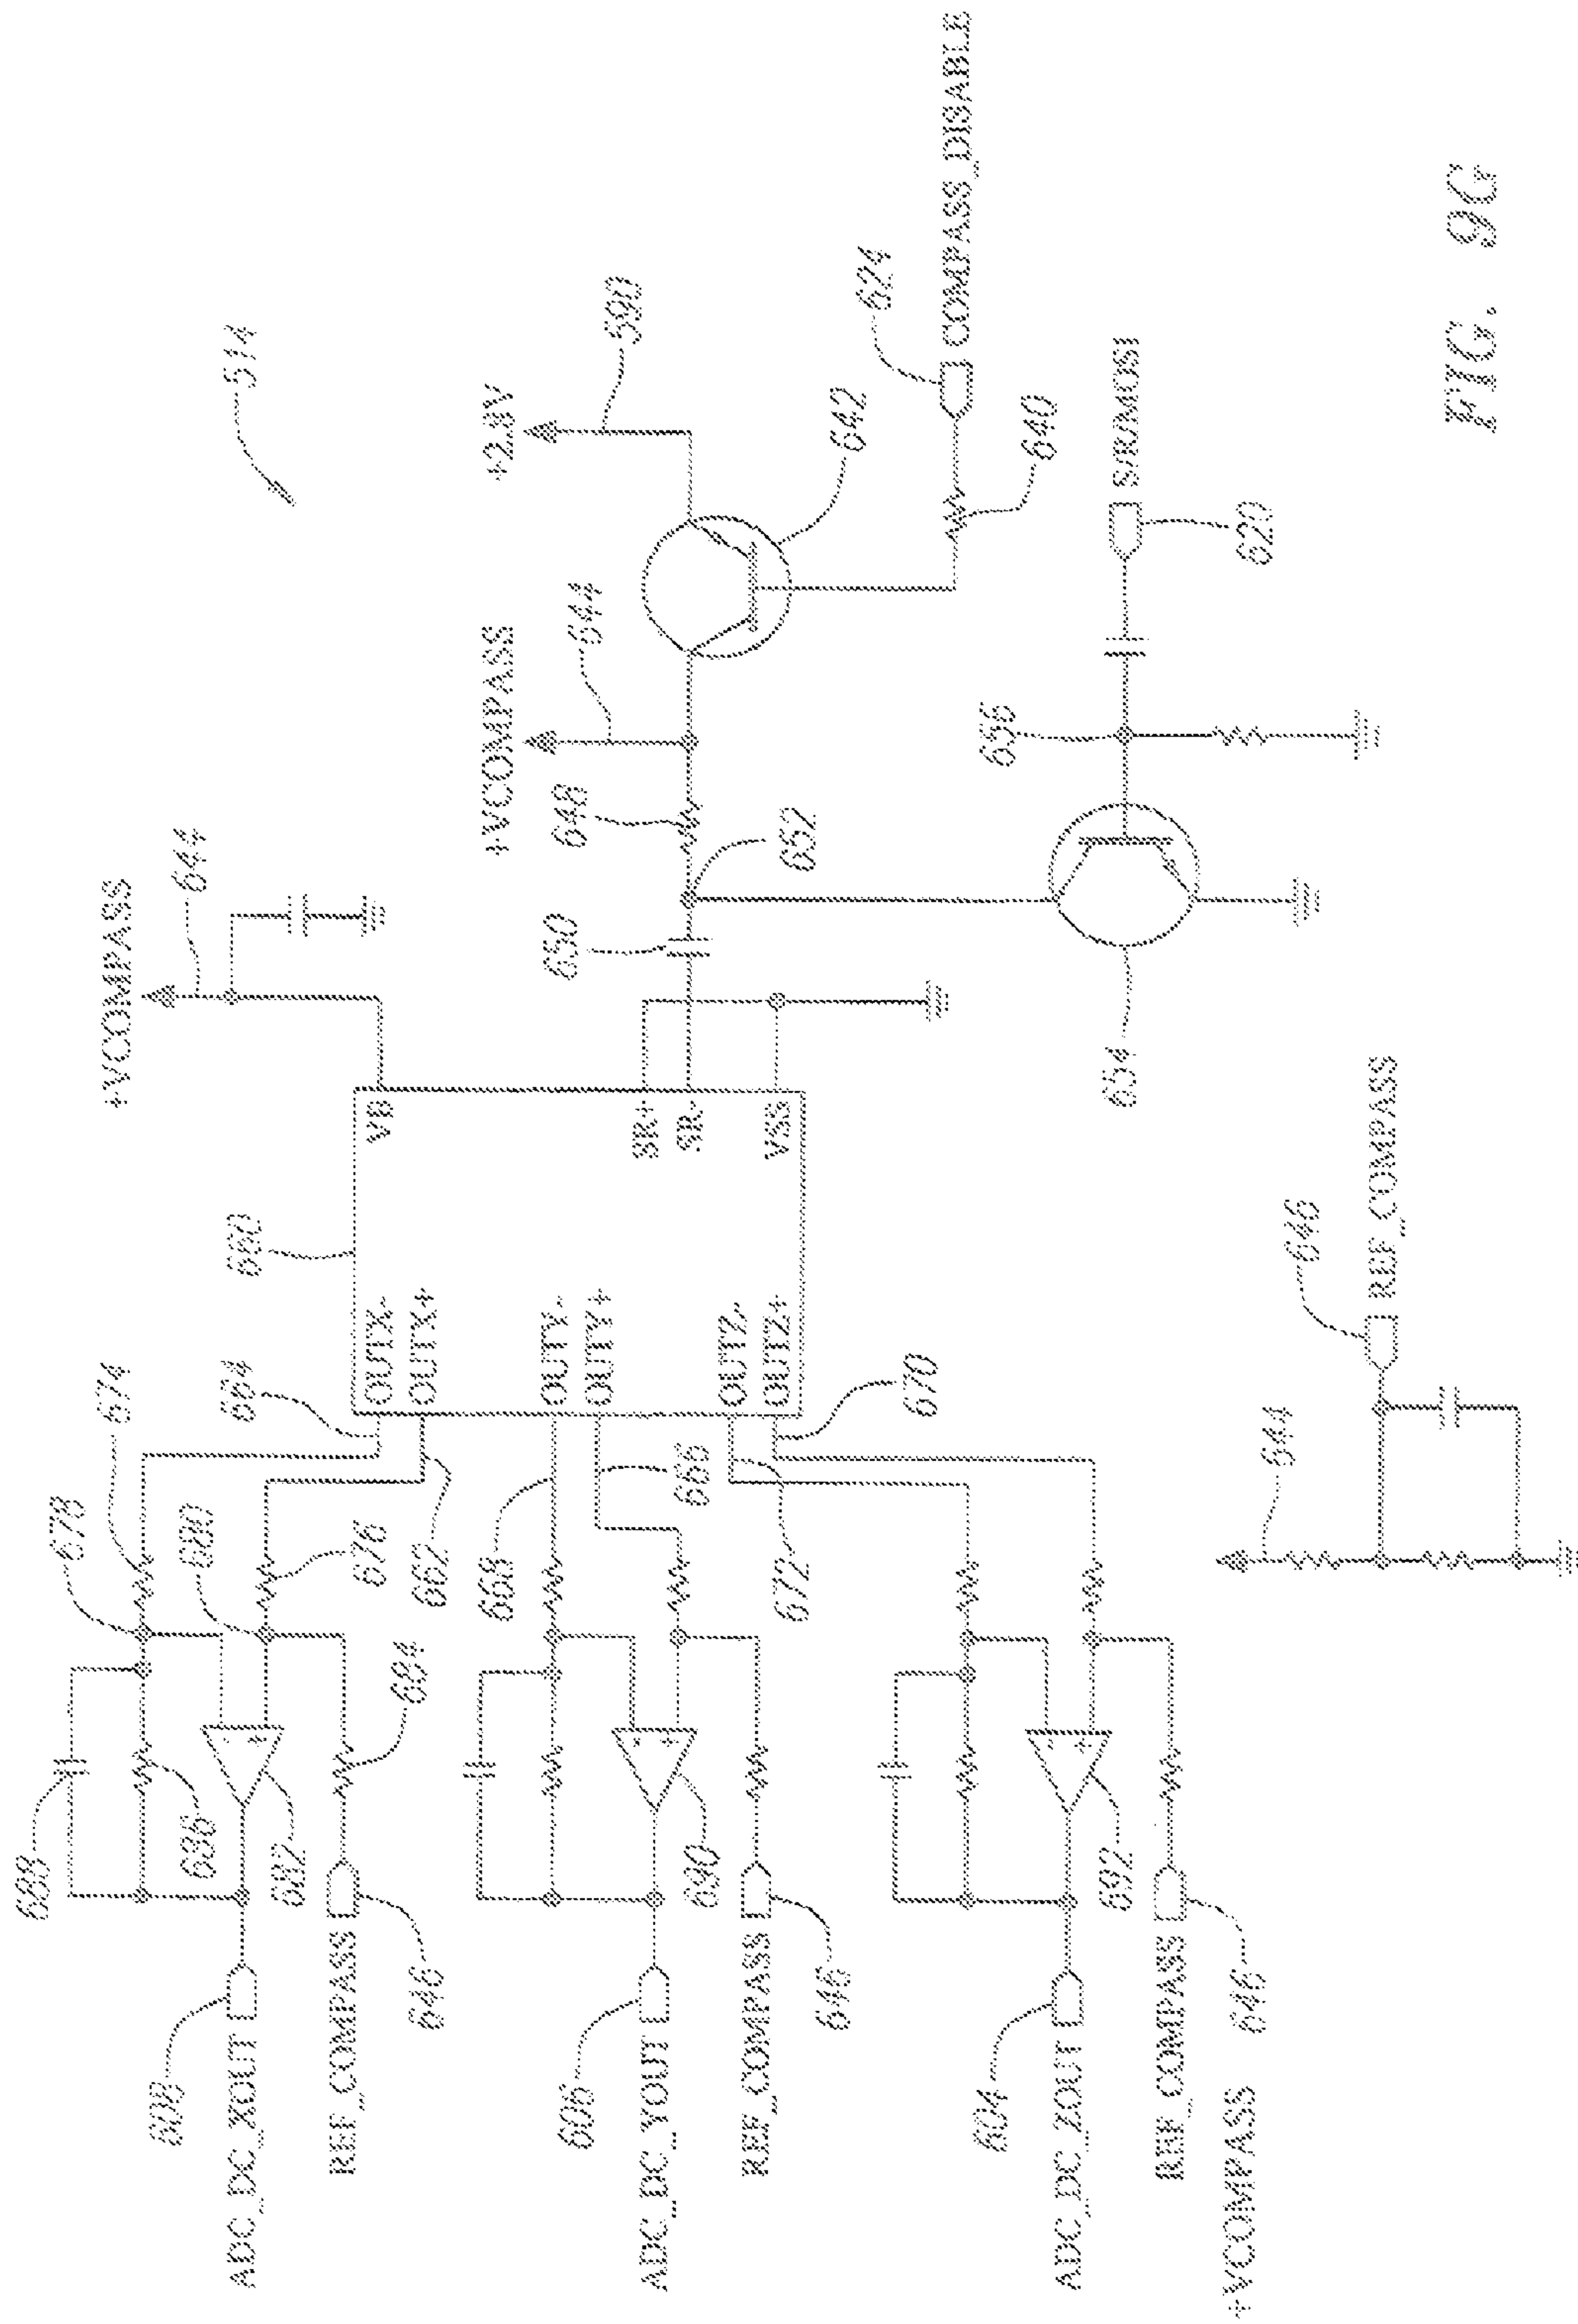 514
+VCOMPASS
644
+VCOMPASS
644
+2.8V
590
642
624
COMPASS_DISABLE
640
648
650
652
S/R/MOSI
620
656
654
660
VB
SR+
SR-
VSS
OUTX-
OUTX+
OUTY-
OUTY+
OUTZ-
OUTZ+
664
662
668
666
672
670
674
678
680
676
688
686
682
684
608
ADC_DC_XOUT
REF_COMPASS
646
690
606
ADC_DC_YOUT
REF_COMPASS
646
692
604
ADC_DC_ZOUT
REF_COMPASS
646
+VCOMPASS
644
646
REF_COMPASS
FIG. 9G